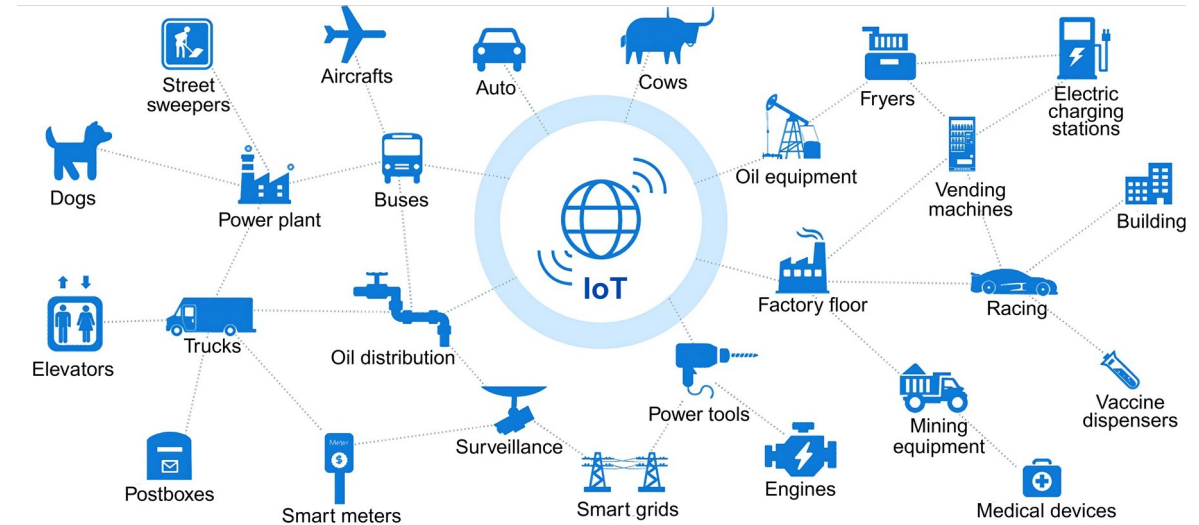 Street
sweepers
Aircrafts
Auto
Cows
Fryers
Electric
charging
stations
Dogs
Power plant
Buses
Oil equipment
Vending
machines
Building
IoT
Elevators
Trucks
Oil distribution
Factory floor
Racing
Power tools
Mining
equipment
Vaccine
dispensers
Postboxes
Meter
$
Smart meters
Surveillance
Smart grids
Engines
Medical devices